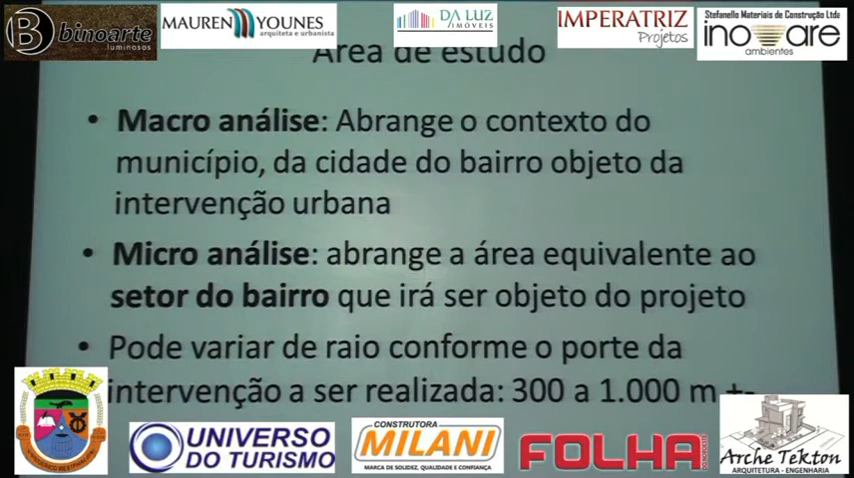 binoarte
luminosos
MAUREN YOUNES
arquiteta e urbanista
DA LUZ
IMÓVEIS
IMPERATRIZ
Projetos
Stefanello Materiais de Construção Ltda
inovare
ambientes
Área de estudo
• Macro análise: Abrange o contexto do
município, da cidade do bairro objeto da
intervenção urbana
• Micro análise: abrange a área equivalente ao
setor do bairro que irá ser objeto do projeto
• Pode variar de raio conforme o porte da
intervenção a ser realizada: 300 a 1.000 m +-
UNIVERSO
DO TURISMO
CONSTRUTORA
MILANI
MARCA DE SOLIDEZ, QUALIDADE E CONFIANÇA
FOLHA
Arche Tekton
ARQUITETURA - ENGENHARIA